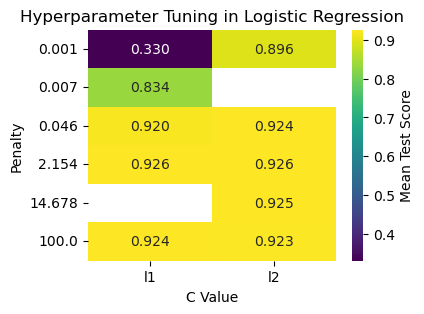 Hyperparameter Tuning in Logistic Regression
Penalty
0.001 0.330 0.896
0.007 0.834
0.046 0.920 0.924
2.154 0.926 0.926
14.678 0.925
100.0 0.924 0.923
l1 l2
C Value
0.9
0.8
0.7
0.6
0.5
0.4
Mean Test Score